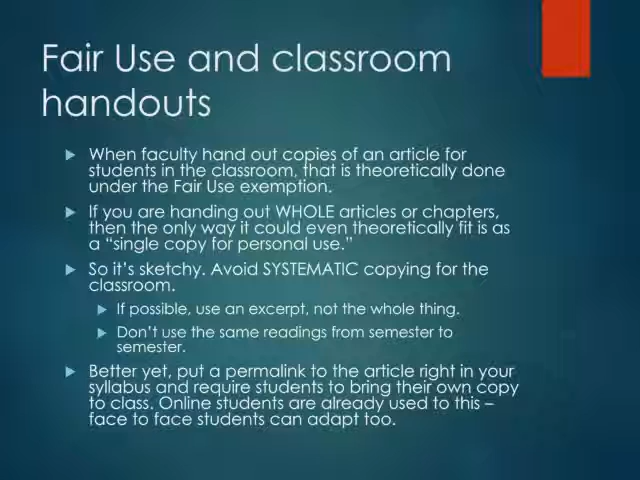 Fair Use and classroom
handouts
When faculty hand out copies of an article for
students in the classroom, that is theoretically done
under the Fair Use exemption.
If you are handing out WHOLE articles or chapters,
then the only way it could even theoretically fit is as
a “single copy for personal use.”
So it’s sketchy. Avoid SYSTEMATIC copying for the
classroom.
If possible, use an excerpt, not the whole thing.
Don’t use the same readings from semester to
semester.
Better yet, put a permalink to the article right in your
syllabus and require students to bring their own copy
to class. Online students are already used to this –
face to face students can adapt too.